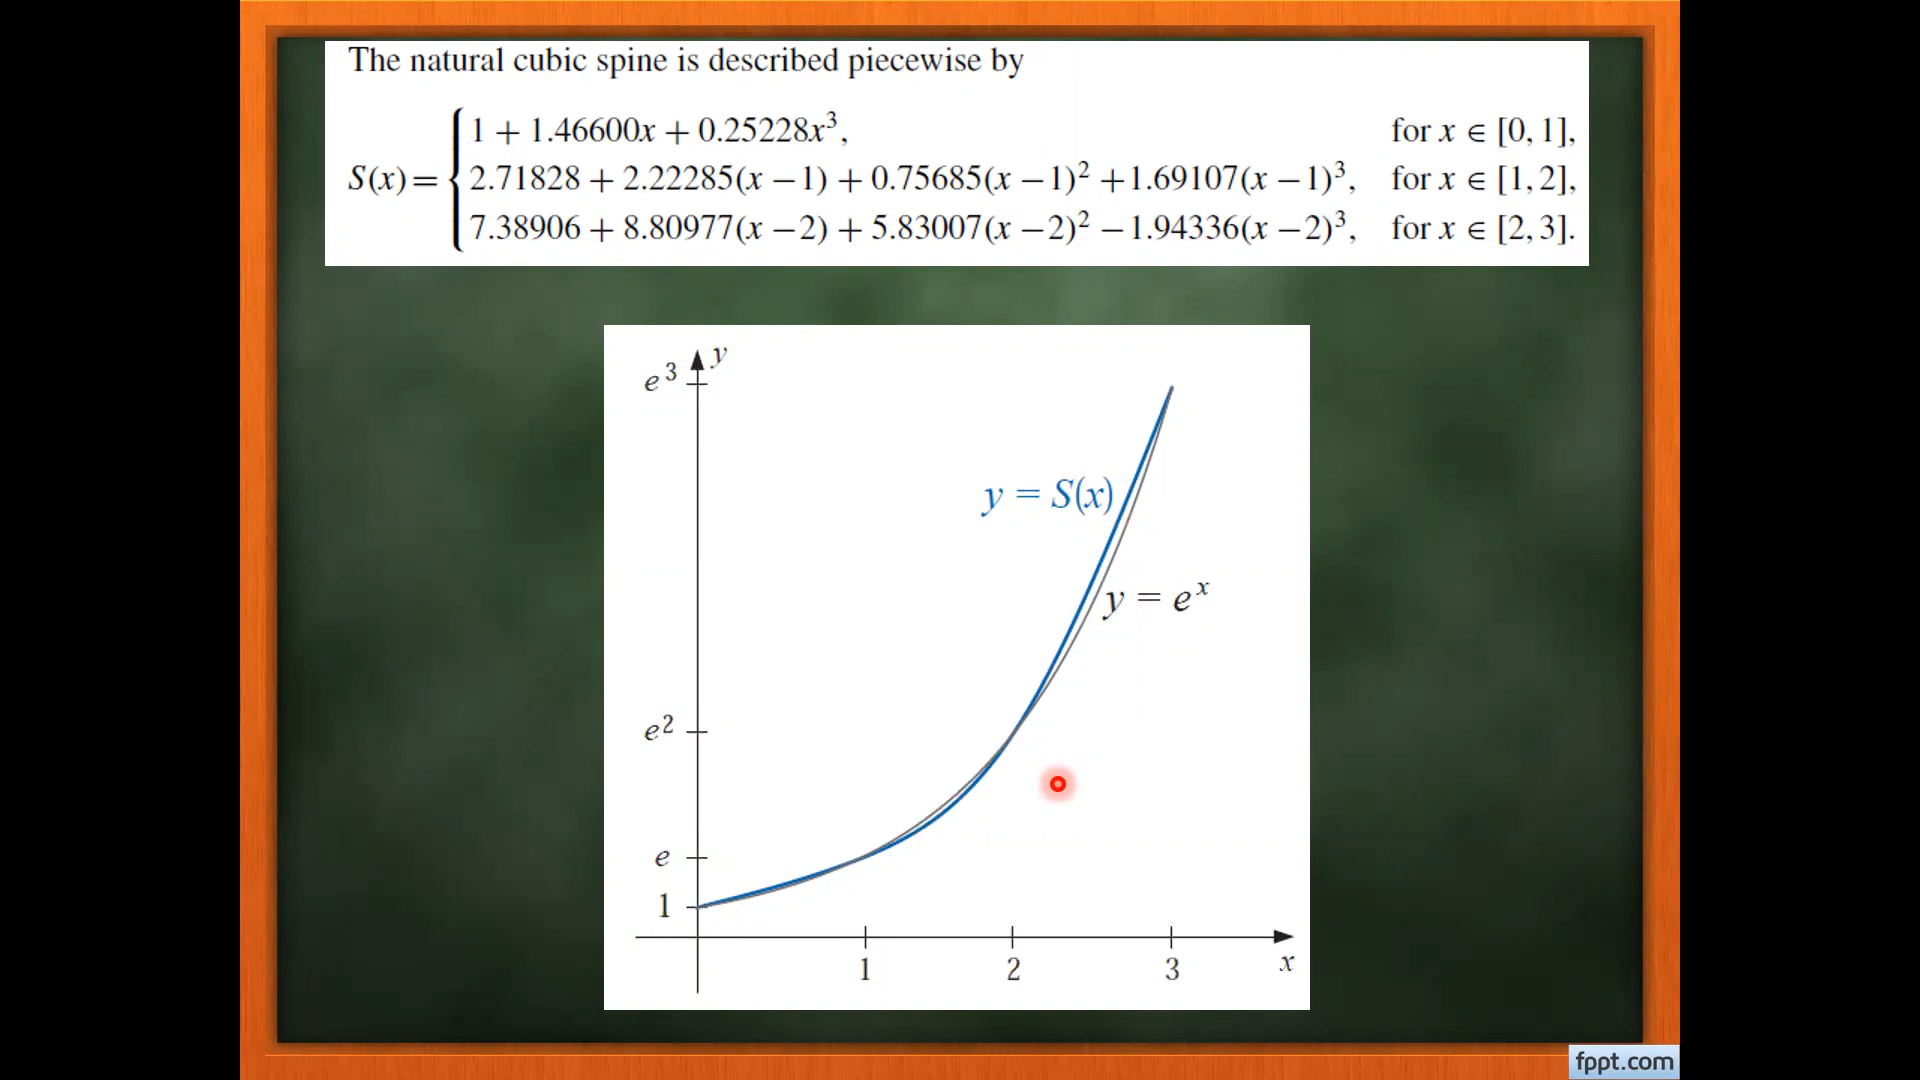 The natural cubic spine is described piecewise by
1 + 1.46600x + 0.25228x³, for x ∈ [0, 1],
S(x) = { 2.71828 + 2.22285(x − 1) + 0.75685(x − 1)² + 1.69107(x − 1)³, for x ∈ [1, 2],
7.38906 + 8.80977(x − 2) + 5.83007(x − 2)² − 1.94336(x − 2)³, for x ∈ [2, 3].
y
e³
y = S(x)
y = eˣ
e²
e
1
1 2 3 x
fppt.com